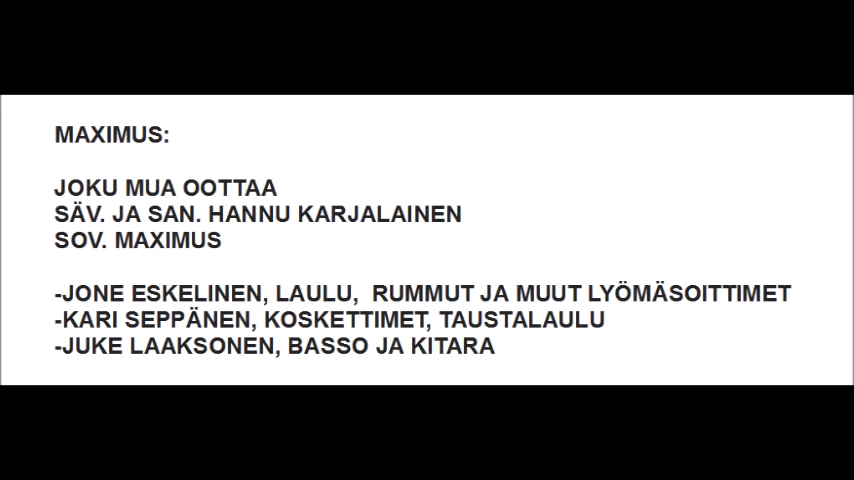 MAXIMUS:
JOKU MUA OOTTAA
SÄV. JA SAN. HANNU KARJALAINEN
SOV. MAXIMUS
-JONE ESKELINEN, LAULU,  RUMMUT JA MUUT LYÖMÄSOITTIMET
-KARI SEPPÄNEN, KOSKETTIMET, TAUSTALAULU
-JUKE LAAKSONEN, BASSO JA KITARA